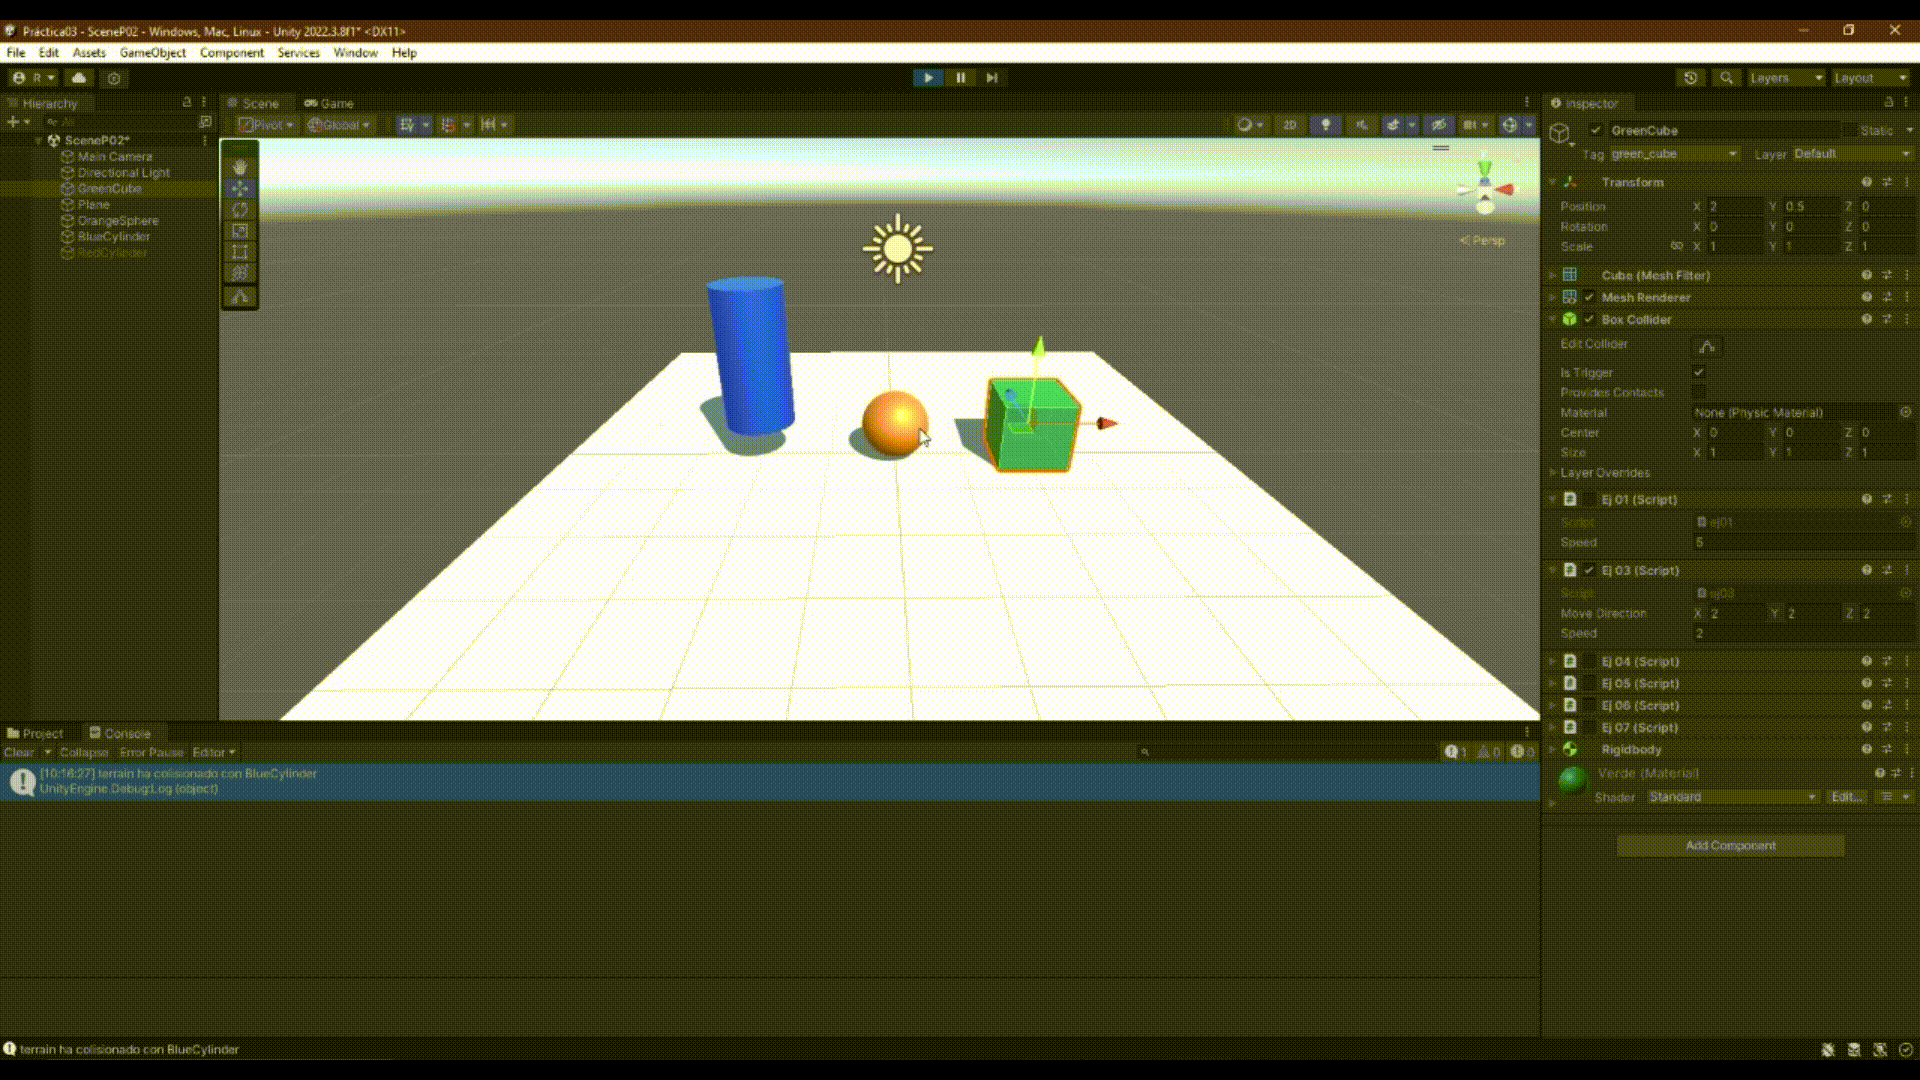 Práctica03 - SceneP02 - Windows, Mac, Linux - Unity 2022.3.8f1* <DX11>
File Edit Assets GameObject Component Services Window Help
R Layers Layout
Hierarchy Scene Game Inspector
All Pivot Global 2D
SceneP02*
Main Camera
Directional Light
GreenCube
Plane
OrangeSphere
BlueCylinder
RedCylinder
< Persp
GreenCube Static
Tag green_cube Layer Default
Transform
Position X 2 Y 0.5 Z 0
Rotation X 0 Y 0 Z 0
Scale X 1 Y 1 Z 1
Cube (Mesh Filter)
Mesh Renderer
Box Collider
Edit Collider
Is Trigger
Provides Contacts
Material None (Physic Material)
Center X 0 Y 0 Z 0
Size X 1 Y 1 Z 1
Layer Overrides
Ej 01 (Script)
Script ej01
Speed 5
Ej 03 (Script)
Script ej03
Move Direction X 2 Y 2 Z 2
Speed 2
Ej 04 (Script)
Ej 05 (Script)
Ej 06 (Script)
Ej 07 (Script)
Rigidbody
Verde (Material)
Shader Standard Edit...
Add Component
Project Console
Clear Collapse Error Pause Editor 1 0 0
[10:16:27] terrain ha colisionado con BlueCylinder
UnityEngine.Debug:Log (object)
terrain ha colisionado con BlueCylinder